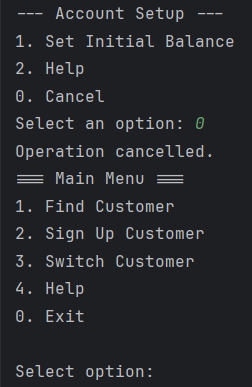 --- Account Setup ---
1. Set Initial Balance
2. Help
0. Cancel
Select an option: 0
Operation cancelled.
=== Main Menu ===
1. Find Customer
2. Sign Up Customer
3. Switch Customer
4. Help
0. Exit
Select option: